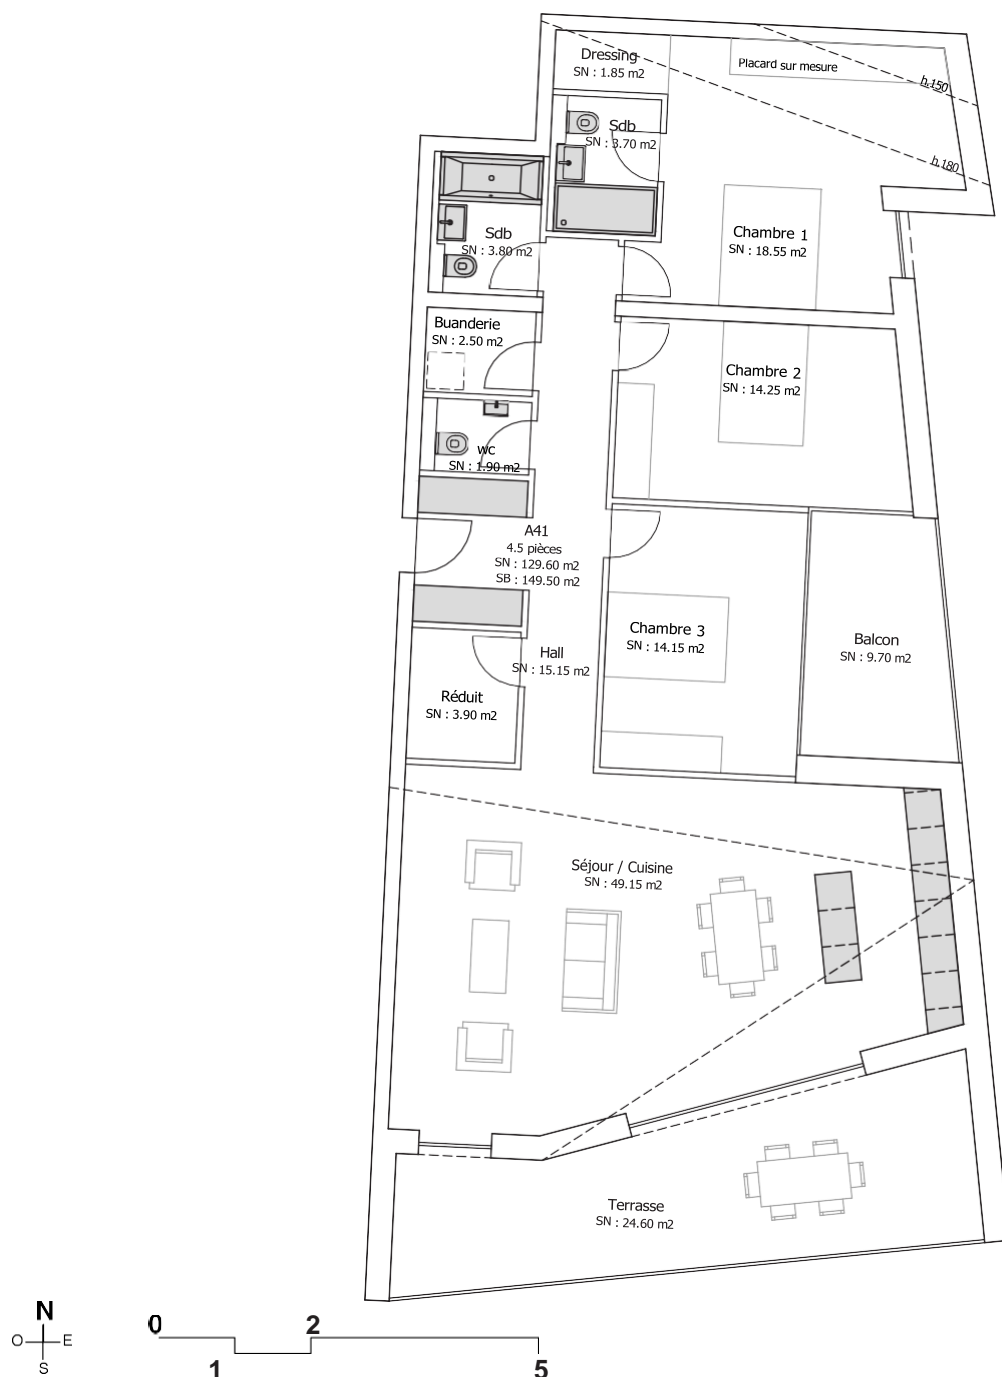 Dressing
SN : 1.85 m2
Placard sur mesure
h.150
h.180
Sdb
SN : 3.70 m2
Sdb
SN : 3.80 m2
Chambre 1
SN : 18.55 m2
Buanderie
SN : 2.50 m2
Chambre 2
SN : 14.25 m2
wc
SN : 1.90 m2
A41
4.5 pièces
SN : 129.60 m2
SB : 149.50 m2
Hall
SN : 15.15 m2
Chambre 3
SN : 14.15 m2
Balcon
SN : 9.70 m2
Réduit
SN : 3.90 m2
Séjour / Cuisine
SN : 49.15 m2
Terrasse
SN : 24.60 m2
N
O E
S
0 2
1 5